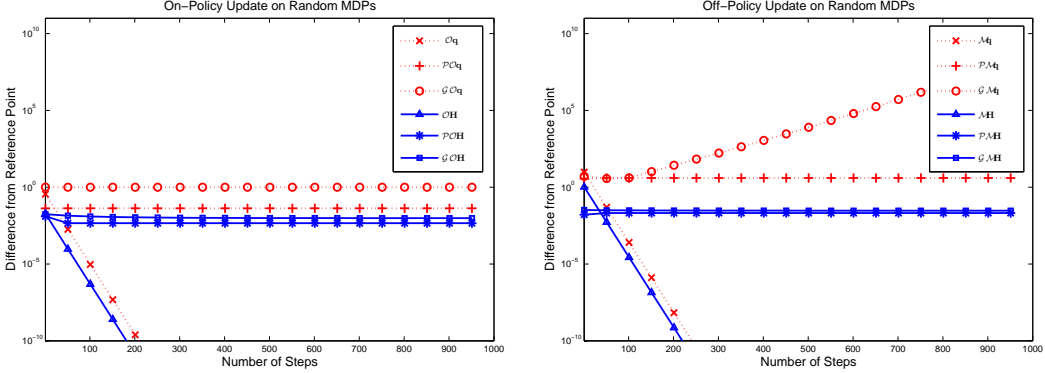 On-Policy Update on Random MDPs
Difference from Reference Point
10^10
10^5
10^0
10^-5
10^-10
100 200 300 400 500 600 700 800 900 1000
Number of Steps
𝒪q
𝒫𝒪q
𝒢𝒪q
𝒪H
𝒫𝒪H
𝒢𝒪H
Off-Policy Update on Random MDPs
Difference from Reference Point
10^10
10^5
10^0
10^-5
10^-10
100 200 300 400 500 600 700 800 900 1000
Number of Steps
ℳq
𝒫ℳq
𝒢ℳq
ℳH
𝒫ℳH
𝒢ℳH